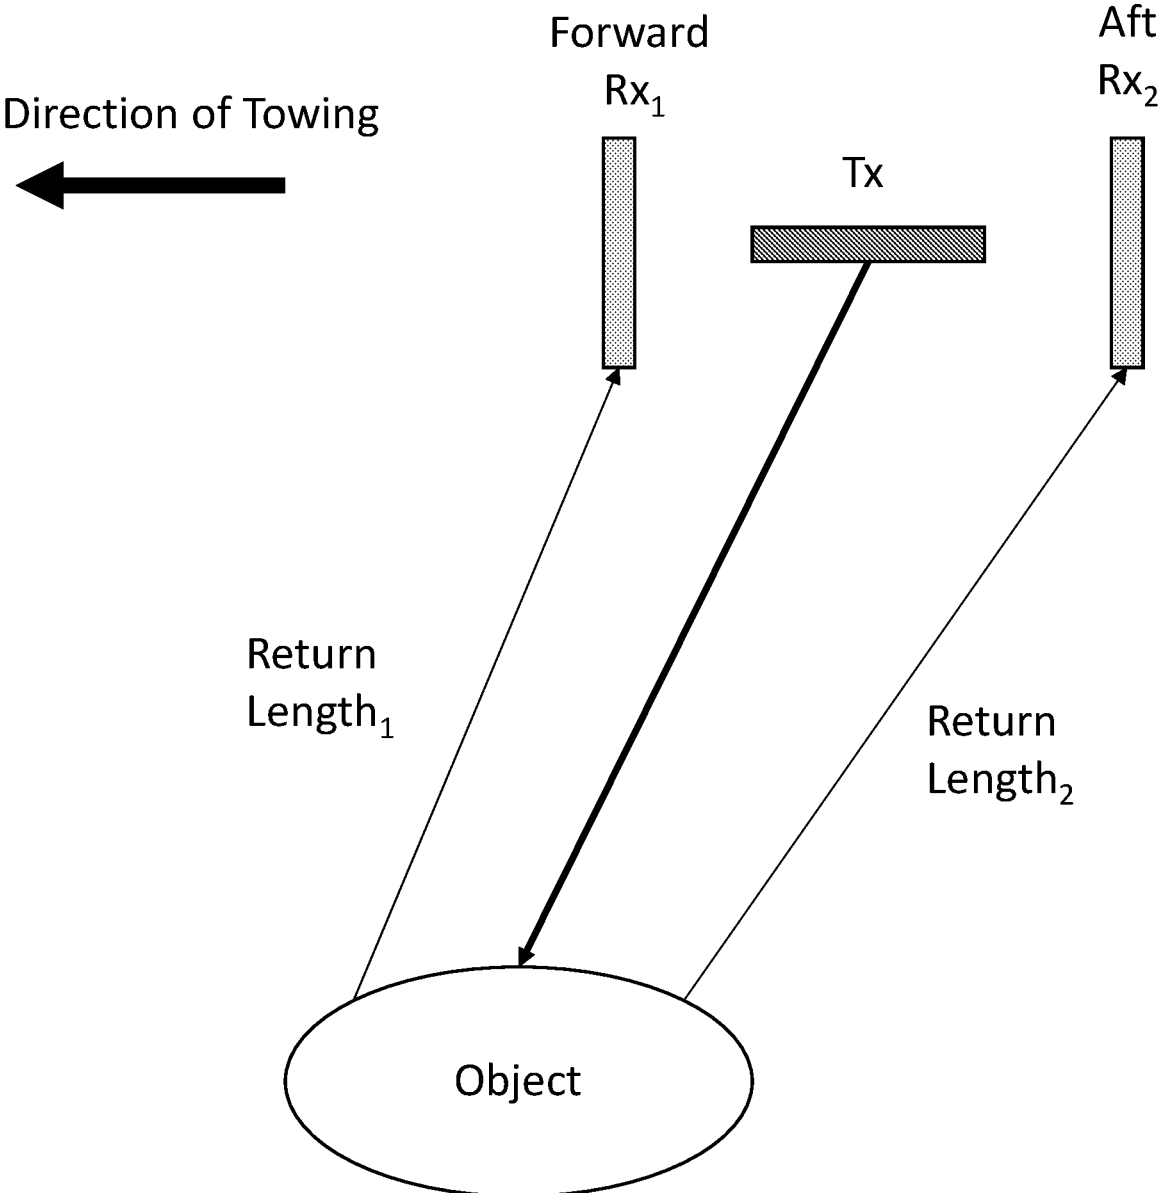 Forward
Rx1
Aft
Rx2
Direction of Towing
Tx
Return
Length1
Return
Length2
Object